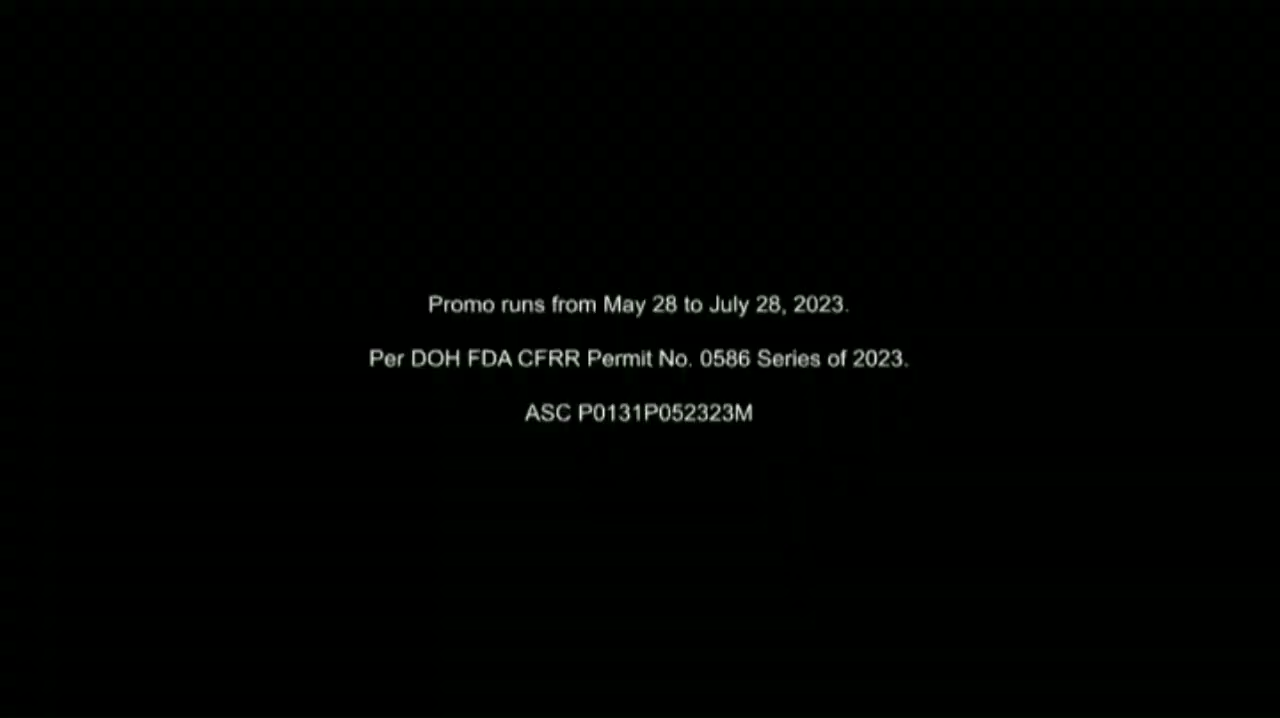 Promo runs from May 28 to July 28, 2023.
Per DOH FDA CFRR Permit No. 0586 Series of 2023.
ASC P0131P052323M